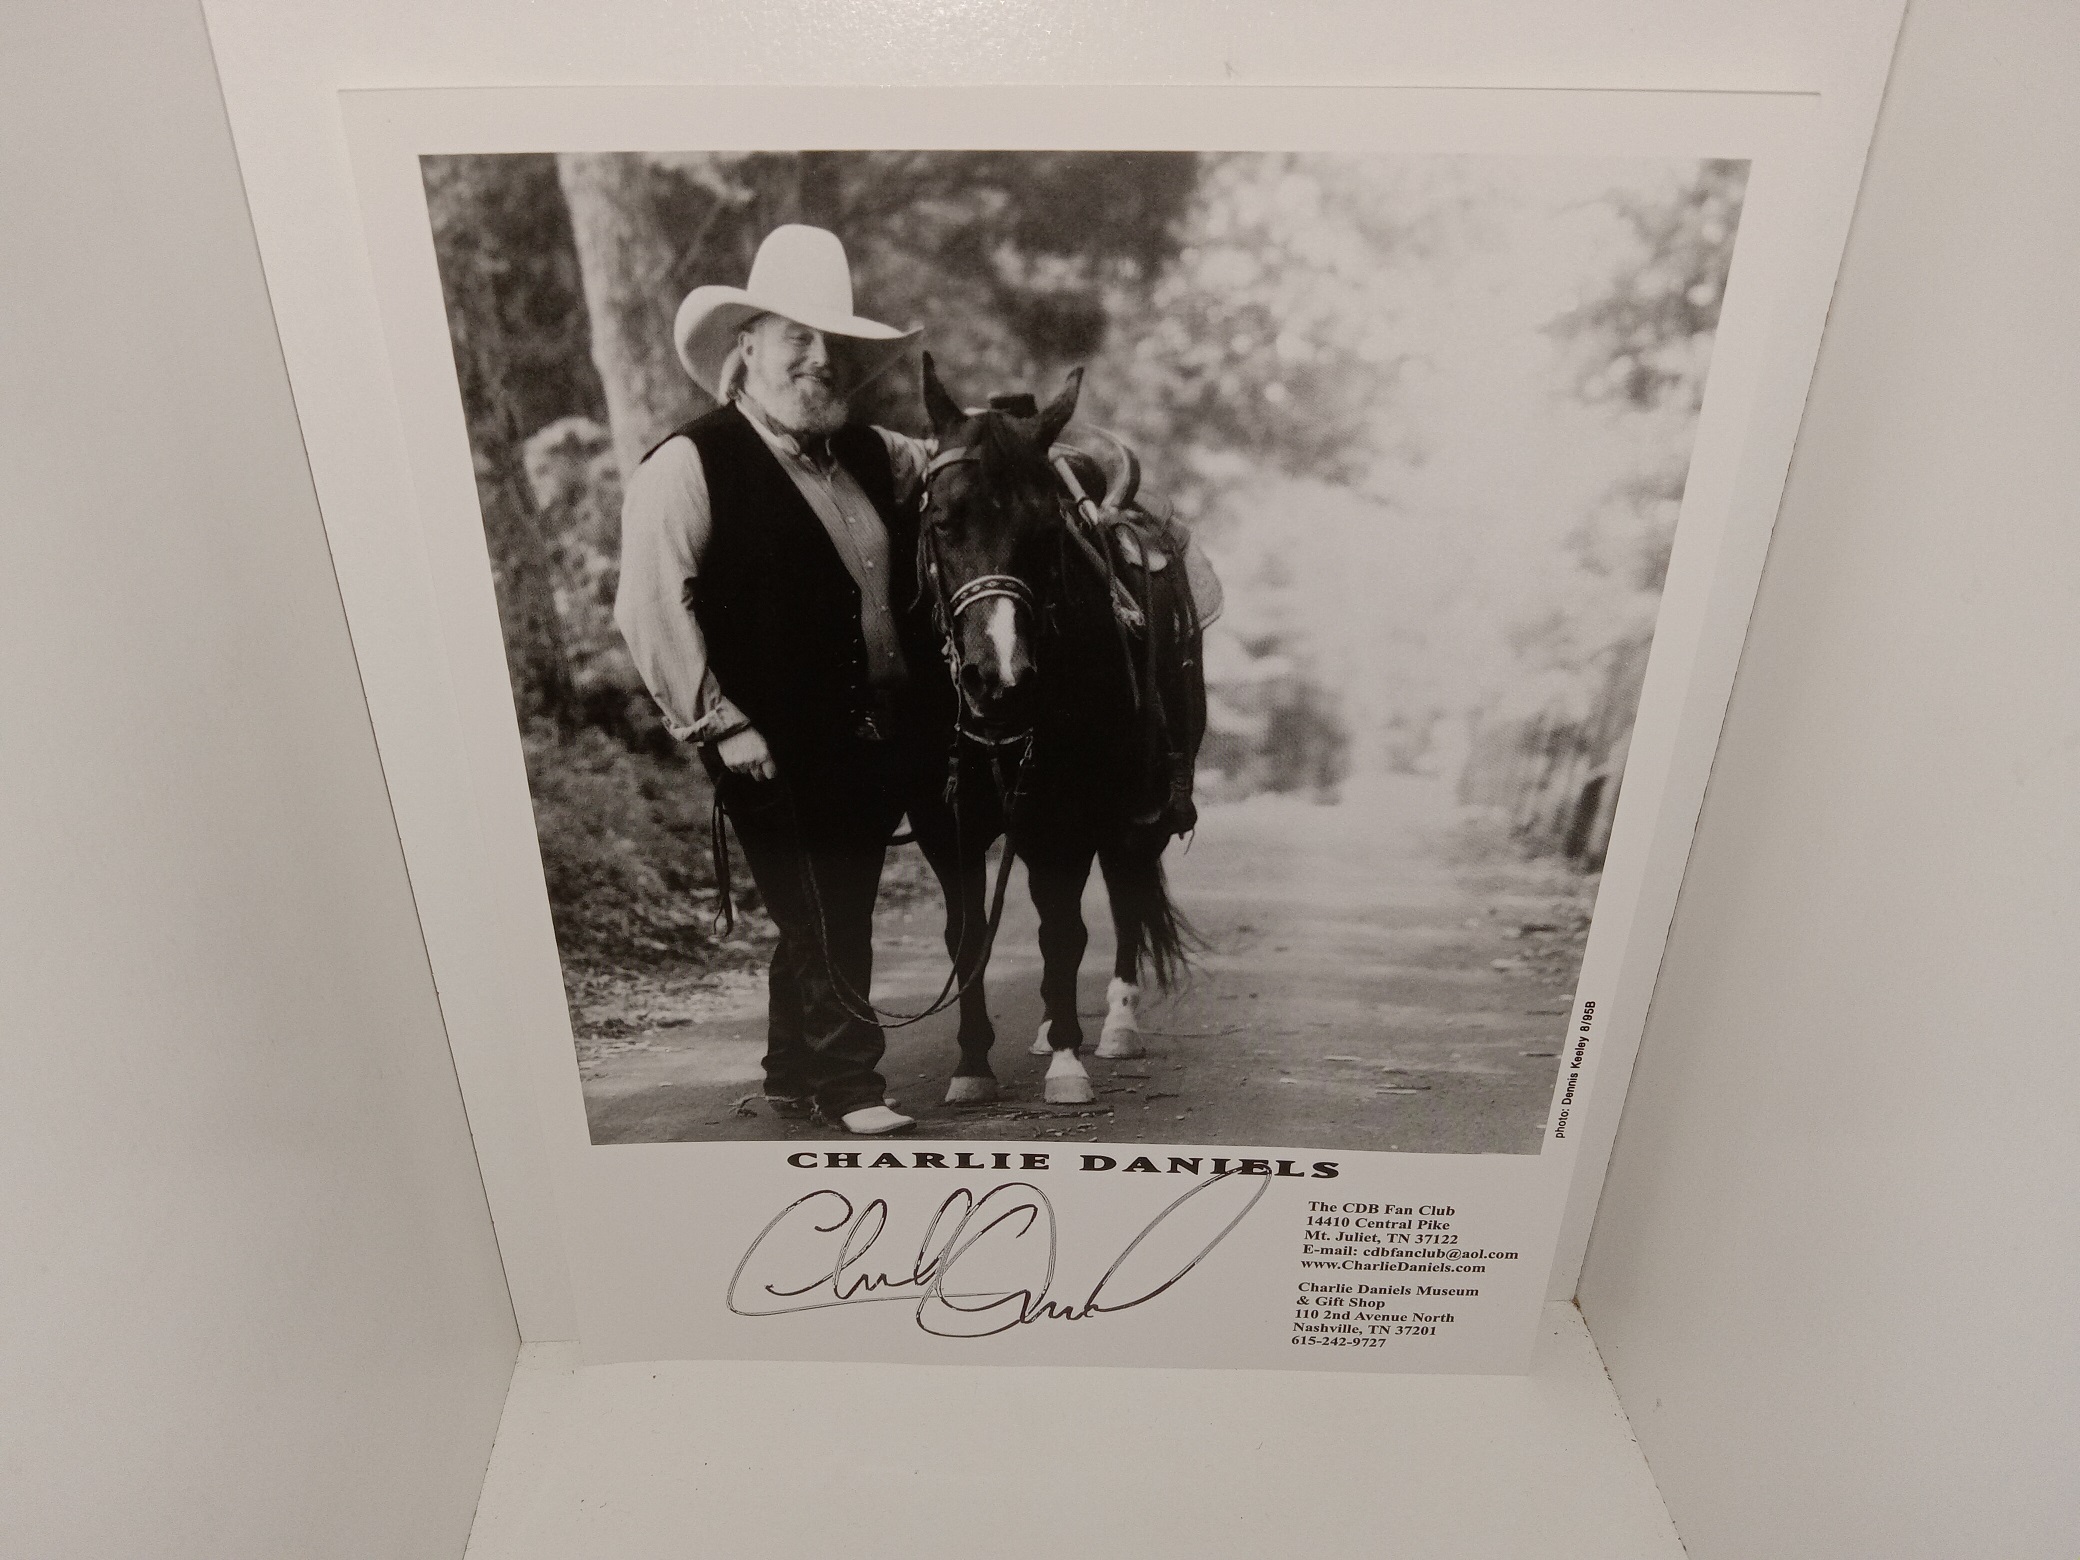 photo: Dennis Keeley 8/95B
CHARLIE DANIELS
Charlie Daniels
The CDB Fan Club
14410 Central Pike
Mt. Juliet, TN 37122
E-mail: cdbfanclub@aol.com
www.CharlieDaniels.com
Charlie Daniels Museum
& Gift Shop
110 2nd Avenue North
Nashville, TN 37201
615-242-9727